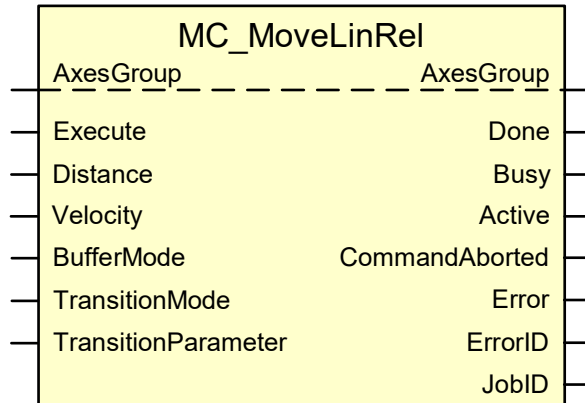 MC_MoveLinRel
AxesGroup AxesGroup
Execute Done
Distance Busy
Velocity Active
BufferMode CommandAborted
TransitionMode Error
TransitionParameter ErrorID
JobID